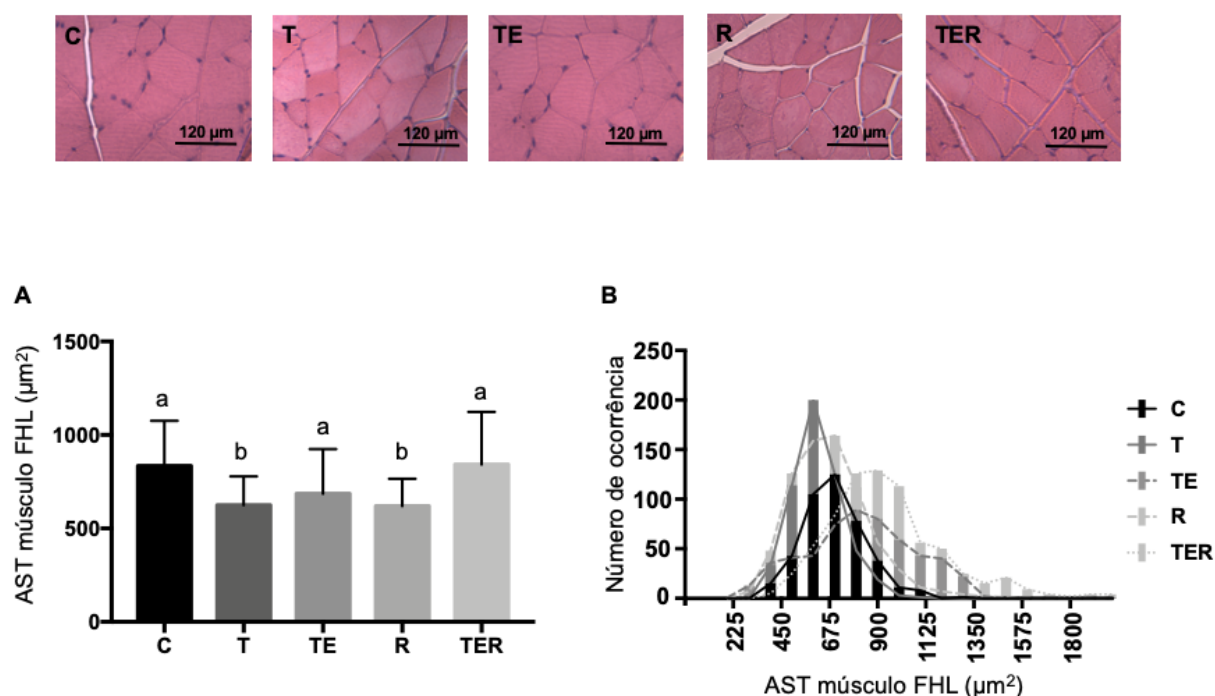 C T TE R TER
120 µm 120 µm 120 µm 120 µm 120 µm
A
AST músculo FHL (µm²)
1500
1000
500
0
a b a b a
C T TE R TER
B
Número de ocorrência
250
200
150
100
50
0
225 450 675 900 1125 1350 1575 1800
AST músculo FHL (µm²)
C
T
TE
R
TER